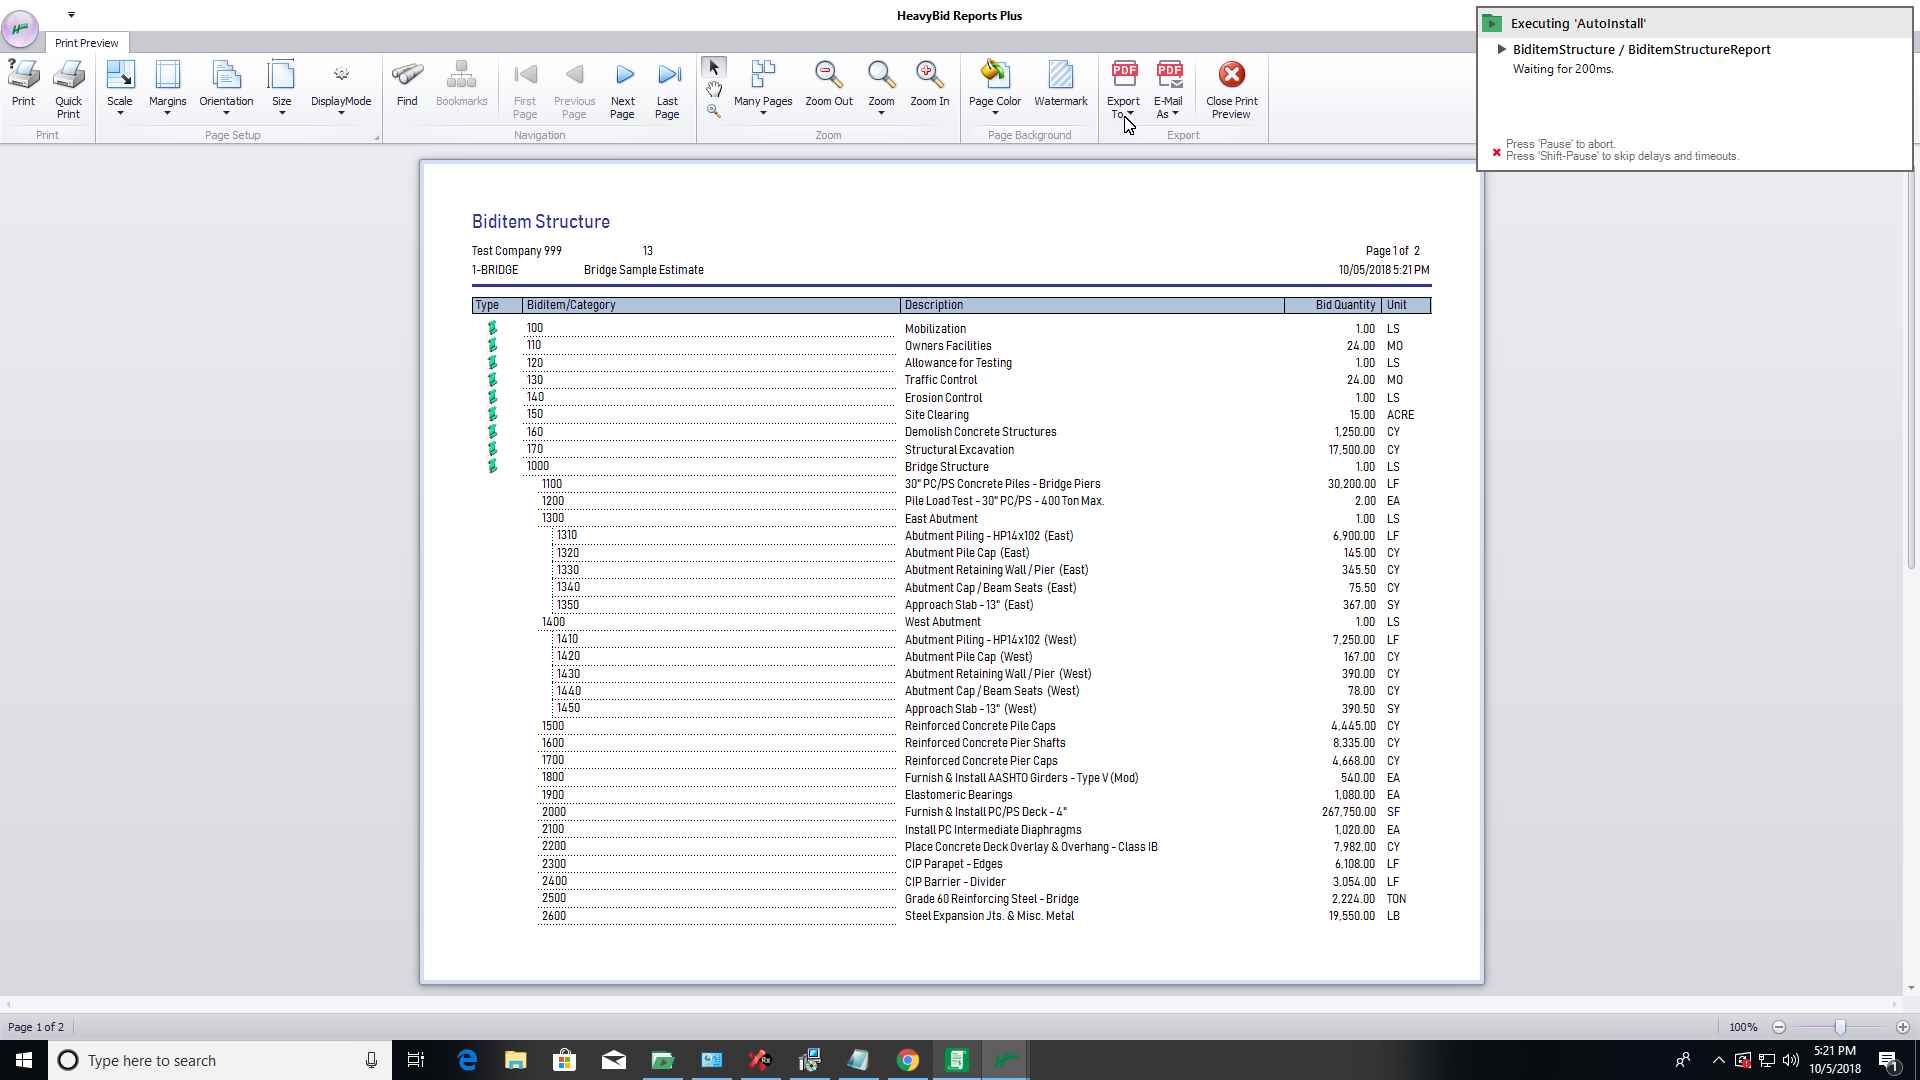 HeavyBid Reports Plus
Print Preview
Print
Quick Print
Scale
Margins
Orientation
Size
DisplayMode
Find
Bookmarks
First Page
Previous Page
Next Page
Last Page
Many Pages
Zoom Out
Zoom
Zoom In
Page Color
Watermark
Export To
E-Mail As
Close Print Preview
Print
Page Setup
Navigation
Zoom
Page Background
Export
Executing 'AutoInstall'
BiditemStructure / BiditemStructureReport
Waiting for 200ms.
Press 'Pause' to abort.
Press 'Shift-Pause' to skip delays and timeouts.
Biditem Structure
Test Company 999 13 Page 1 of 2
1-BRIDGE Bridge Sample Estimate 10/05/2018 5:21 PM
Type Biditem/Category Description Bid Quantity Unit
100 Mobilization 1.00 LS
110 Owners Facilities 24.00 MO
120 Allowance for Testing 1.00 LS
130 Traffic Control 24.00 MO
140 Erosion Control 1.00 LS
150 Site Clearing 15.00 ACRE
160 Demolish Concrete Structures 1,250.00 CY
170 Structural Excavation 17,500.00 CY
1000 Bridge Structure 1.00 LS
1100 30" PC/PS Concrete Piles - Bridge Piers 30,200.00 LF
1200 Pile Load Test - 30" PC/PS - 400 Ton Max. 2.00 EA
1300 East Abutment 1.00 LS
1310 Abutment Piling - HP14x102 (East) 6,900.00 LF
1320 Abutment Pile Cap (East) 145.00 CY
1330 Abutment Retaining Wall / Pier (East) 345.50 CY
1340 Abutment Cap / Beam Seats (East) 75.50 CY
1350 Approach Slab - 13" (East) 367.00 SY
1400 West Abutment 1.00 LS
1410 Abutment Piling - HP14x102 (West) 7,250.00 LF
1420 Abutment Pile Cap (West) 167.00 CY
1430 Abutment Retaining Wall / Pier (West) 390.00 CY
1440 Abutment Cap / Beam Seats (West) 78.00 CY
1450 Approach Slab - 13" (West) 390.50 SY
1500 Reinforced Concrete Pile Caps 4,445.00 CY
1600 Reinforced Concrete Pier Shafts 8,335.00 CY
1700 Reinforced Concrete Pier Caps 4,668.00 CY
1800 Furnish & Install AASHTO Girders - Type V (Mod) 540.00 EA
1900 Elastomeric Bearings 1,080.00 EA
2000 Furnish & Install PC/PS Deck - 4" 267,750.00 SF
2100 Install PC Intermediate Diaphragms 1,020.00 EA
2200 Place Concrete Deck Overlay & Overhang - Class IB 7,982.00 CY
2300 CIP Parapet - Edges 6,108.00 LF
2400 CIP Barrier - Divider 3,054.00 LF
2500 Grade 60 Reinforcing Steel - Bridge 2,224.00 TON
2600 Steel Expansion Jts. & Misc. Metal 19,550.00 LB
Page 1 of 2 100%
Type here to search
5:21 PM
10/5/2018